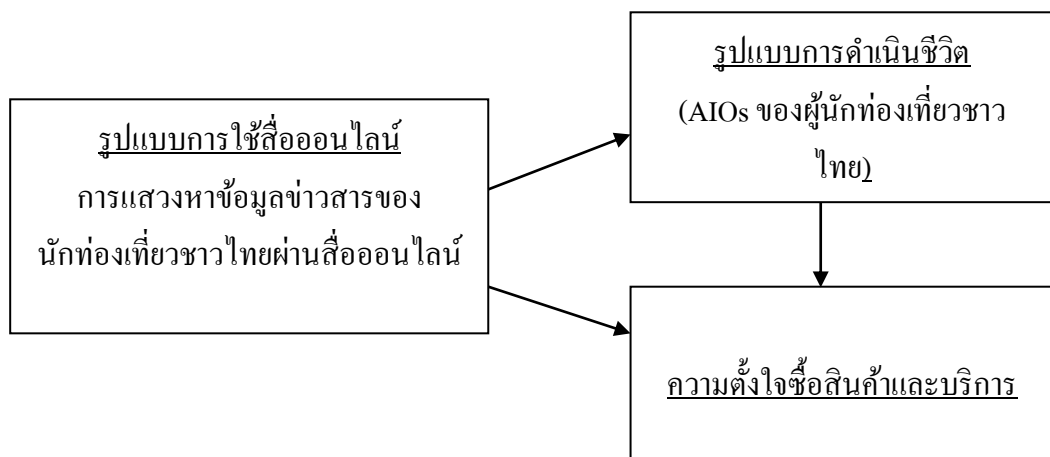 รูปแบบการดำเนินชีวิต
(AIOs ของผู้นักท่องเที่ยวชาว
ไทย)
รูปแบบการใช้สื่อออนไลน์
การแสวงหาข้อมูลข่าวสารของ
นักท่องเที่ยวชาวไทยผ่านสื่อออนไลน์
ความตั้งใจซื้อสินค้าและบริการ